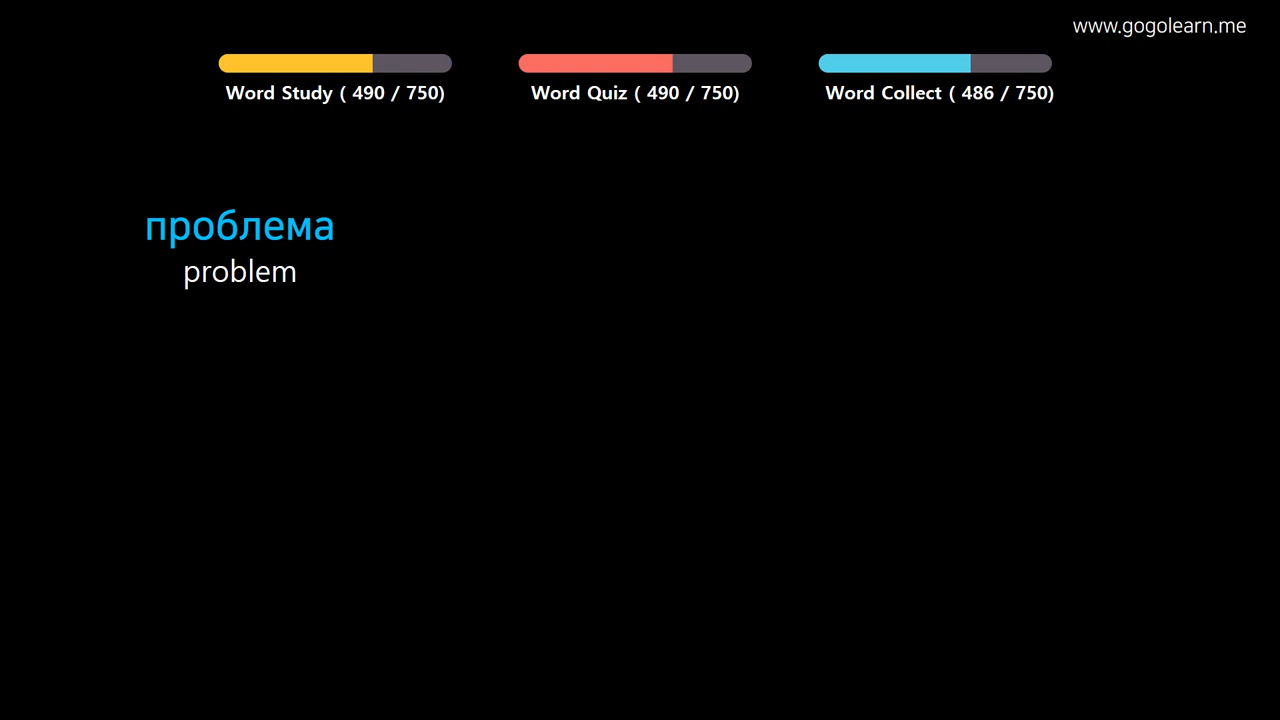 www.gogolearn.me
Word Study ( 490 / 750)
Word Quiz ( 490 / 750)
Word Collect ( 486 / 750)
проблема
problem